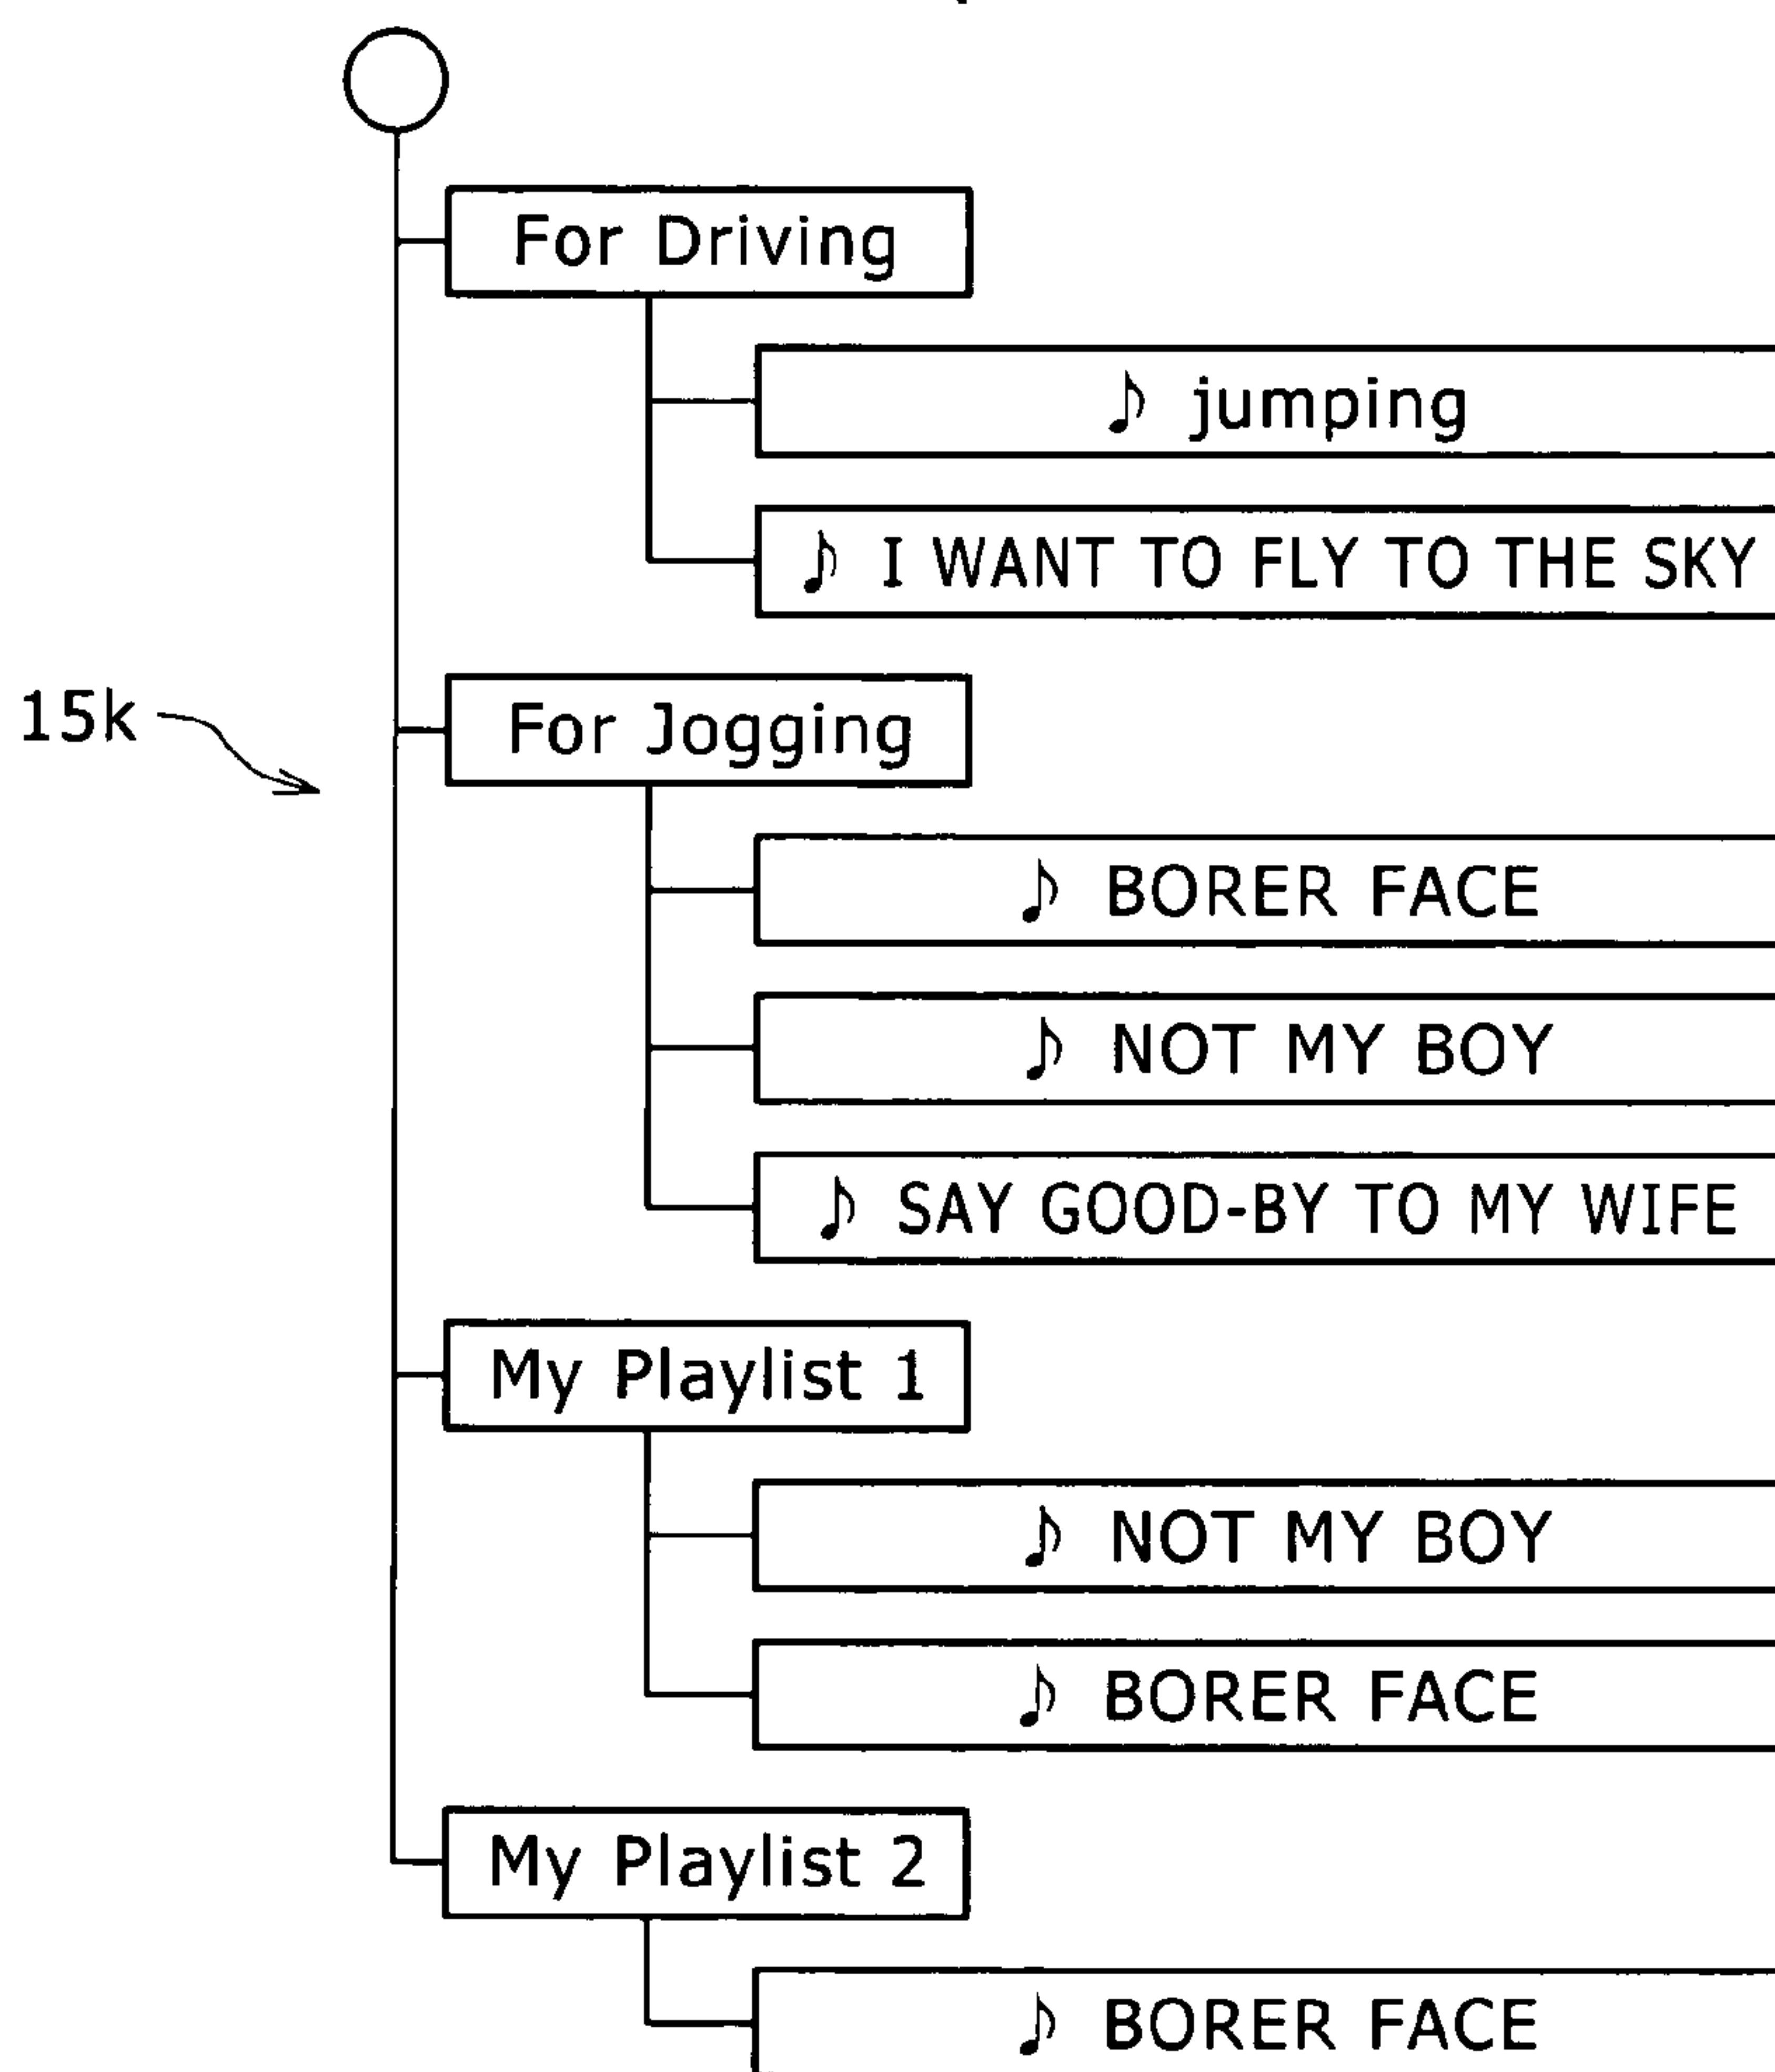 For Driving
♪ jumping
♪ I WANT TO FLY TO THE SKY
15k
For Jogging
♪ BORER FACE
♪ NOT MY BOY
♪ SAY GOOD-BY TO MY WIFE
My Playlist 1
♪ NOT MY BOY
♪ BORER FACE
My Playlist 2
♪ BORER FACE